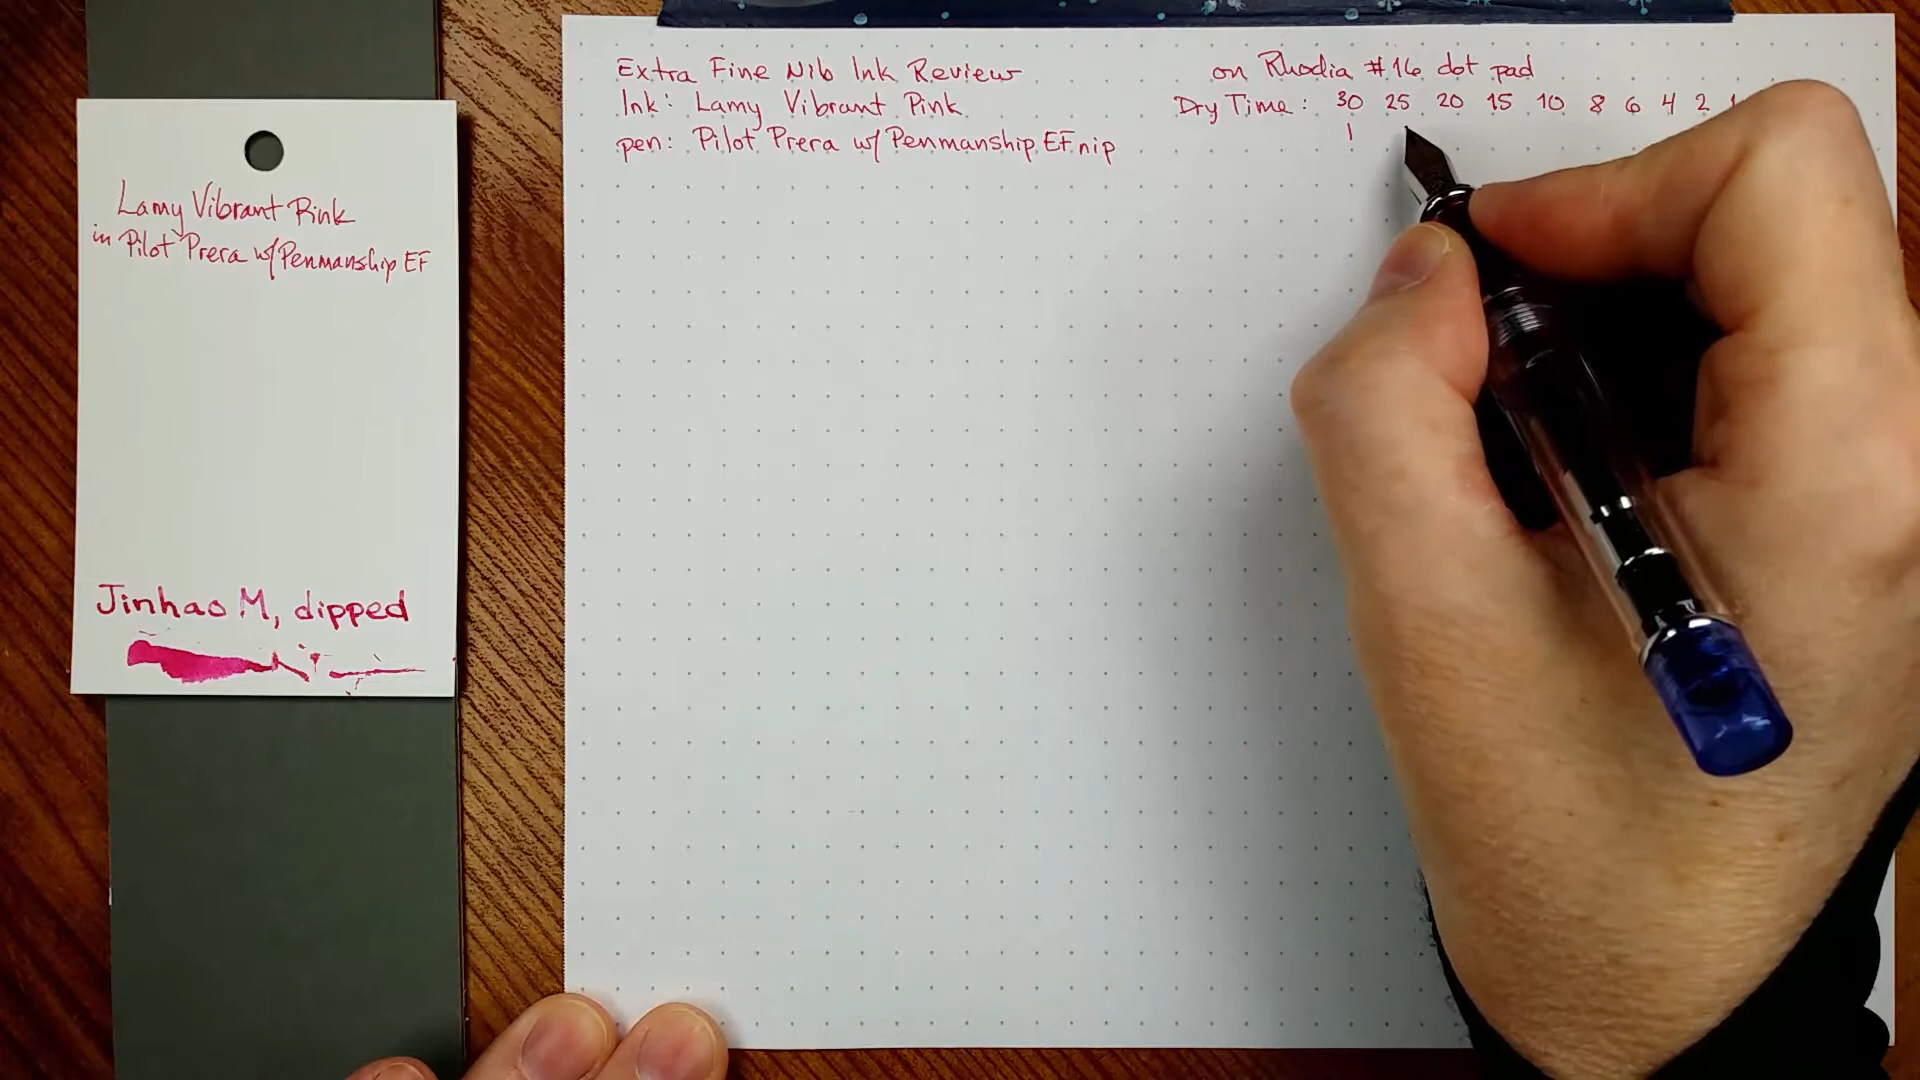 Lamy Vibrant Pink
in Pilot Prera w/ Penmanship EF
Jinhao M, dipped
Extra Fine Nib Ink Review
Ink: Lamy Vibrant Pink
pen: Pilot Prera w/ Penmanship EF nip
on Rhodia #16 dot pad
Dry Time: 30 25 20 15 10 8 6 4 2 1